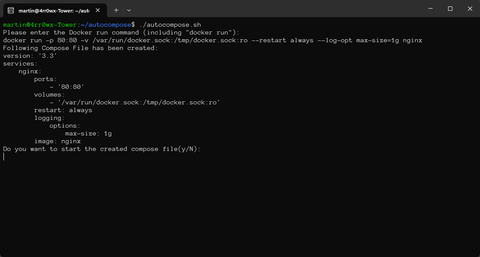 martin@4rr0wx-Tower: ~/auto
martin@4rr0wx-Tower:~/autocompose$ ./autocompose.sh
Please enter the Docker run command (including "docker run"):
docker run -p 80:80 -v /var/run/docker.sock:/tmp/docker.sock:ro --restart always --log-opt max-size=1g nginx
Following Compose File has been created:
version: '3.3'
services:
    nginx:
        ports:
            - '80:80'
        volumes:
            - '/var/run/docker.sock:/tmp/docker.sock:ro'
        restart: always
        logging:
            options:
                max-size: 1g
        image: nginx
Do you want to start the created compose file(y/N):